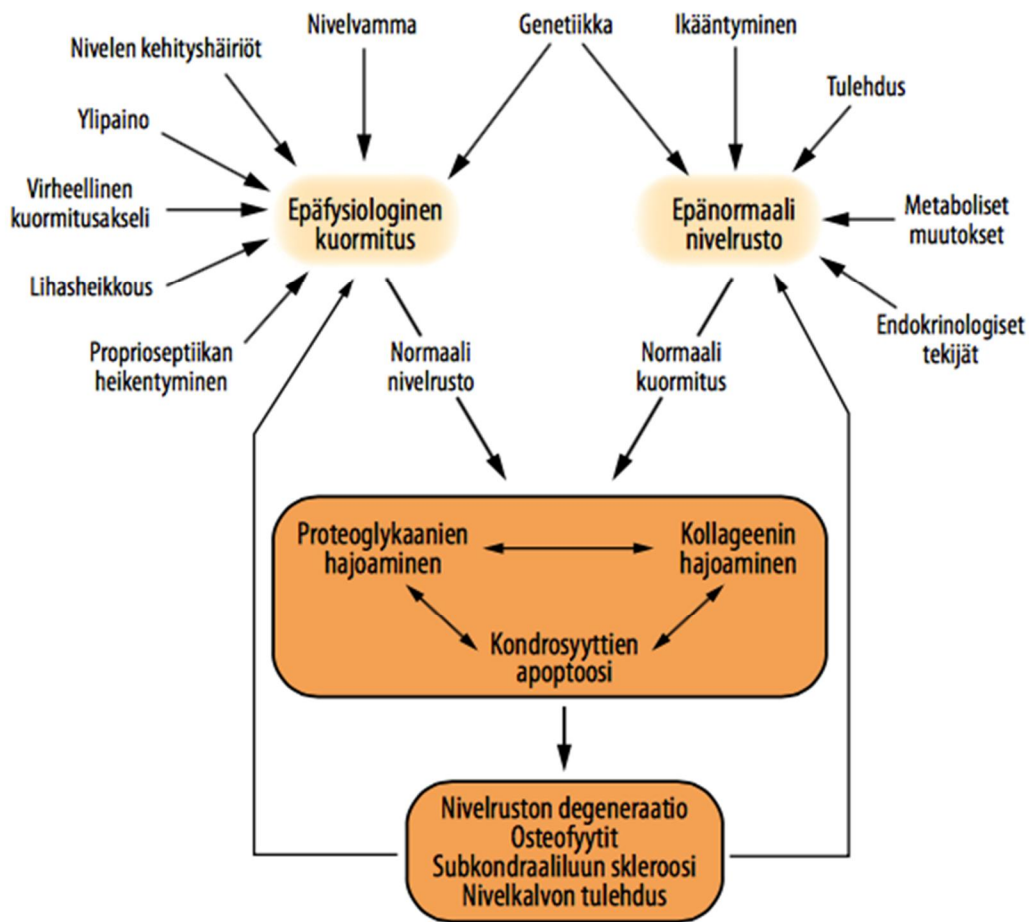 Nivelvamma
Genetiikka
Ikääntyminen
Nivelen kehityshäiriöt
Tulehdus
Ylipaino
Virheellinen
kuormitusakseli
Epäfysiologinen
kuormitus
Epänormaali
nivelrusto
Metaboliset
muutokset
Lihasheikkous
Endokrinologiset
tekijät
Proprioseptiikan
heikentyminen
Normaali
nivelrusto
Normaali
kuormitus
Proteoglykaanien
hajoaminen
Kollageenin
hajoaminen
Kondrosyyttien
apoptoosi
Nivelruston degeneraatio
Osteofyytit
Subkondraaliluun skleroosi
Nivelkalvon tulehdus